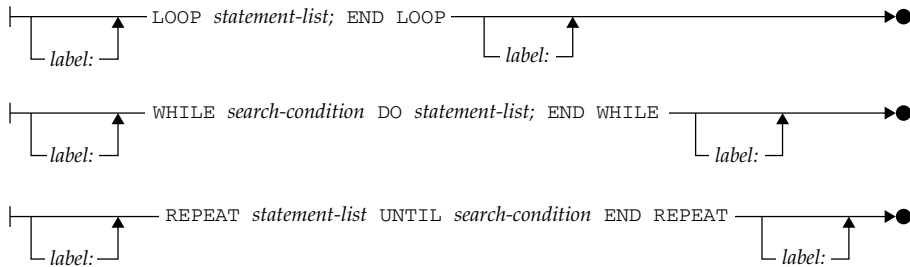 LOOP statement-list; END LOOP
label: label:
WHILE search-condition DO statement-list; END WHILE
label: label:
REPEAT statement-list UNTIL search-condition END REPEAT
label: label: